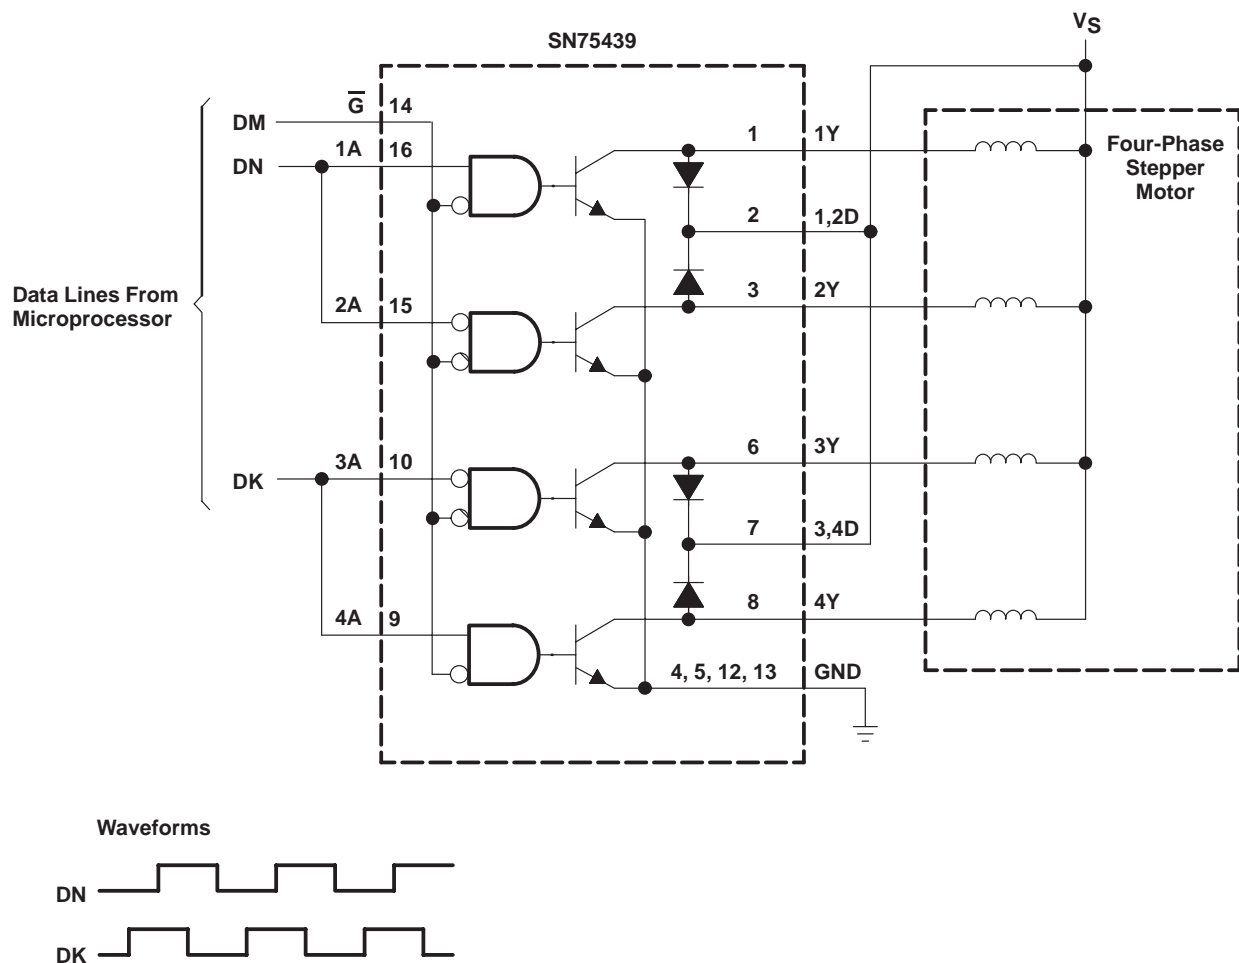 SN75439
VS
Data Lines From
Microprocessor
DM
G
14
DN
1A
16
2A
15
DK
3A
10
4A
9
1
1Y
2
1,2D
3
2Y
6
3Y
7
3,4D
8
4Y
4, 5, 12, 13
GND
Four-Phase
Stepper
Motor
Waveforms
DN
DK